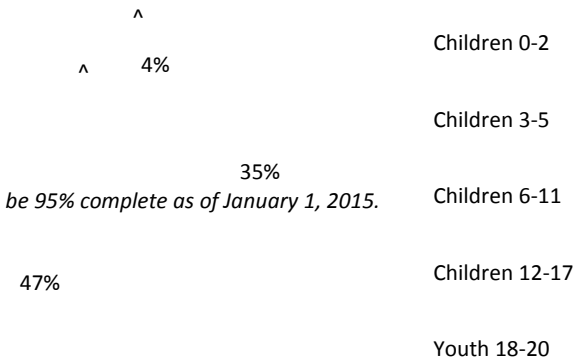 ^
^ 4%
35%
be 95% complete as of January 1, 2015.
47%
Children 0-2
Children 3-5
Children 6-11
Children 12-17
Youth 18-20